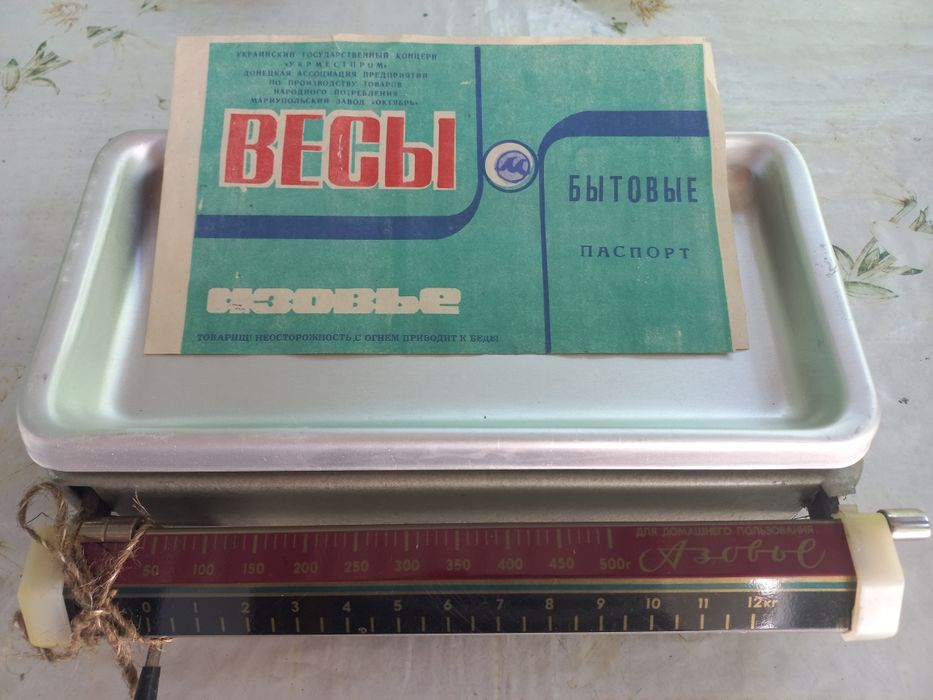 УКРАИНСКИЙ ГОСУДАРСТВЕННЫЙ КОНЦЕРН
«УКРМЕСТПРОМ»
ДОНЕЦКАЯ АССОЦИАЦИЯ ПРЕДПРИЯТИЯ
ПО ПРОИЗВОДСТВУ ТОВАРОВ
НАРОДНОГО ПОТРЕБЛЕНИЯ
МАРИУПОЛЬСКИЙ ЗАВОД «ОКТЯБРЬ»
ВЕСЫ
БЫТОВЫЕ
ПАСПОРТ
азовье
ТОВАРИЩ! НЕОСТОРОЖНОСТЬ С ОГНЕМ ПРИВОДИТ К БЕДЕ!
ДЛЯ ДОМАШНЕГО ПОЛЬЗОВАНИЯ
Азовье
50 100 150 200 250 300 350 400 450 500г
0 1 2 3 4 5 6 7 8 9 10 11 12кг